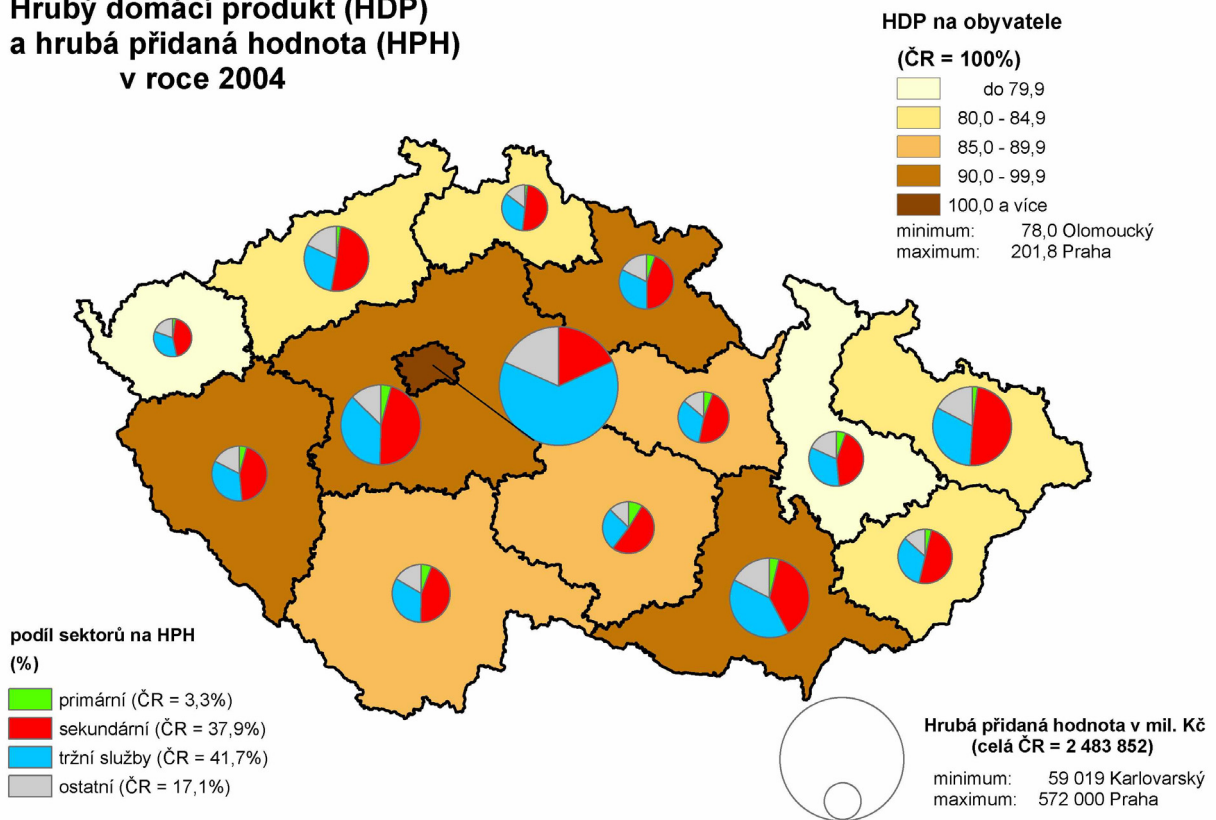 Hrubý domácí produkt (HDP)
a hrubá přidaná hodnota (HPH)
v roce 2004
HDP na obyvatele
(ČR = 100%)
do 79,9
80,0 - 84,9
85,0 - 89,9
90,0 - 99,9
100,0 a více
minimum: 78,0 Olomoucký
maximum: 201,8 Praha
podíl sektorů na HPH
(%)
primární (ČR = 3,3%)
sekundární (ČR = 37,9%)
tržní služby (ČR = 41,7%)
ostatní (ČR = 17,1%)
Hrubá přidaná hodnota v mil. Kč
(celá ČR = 2 483 852)
minimum: 59 019 Karlovarský
maximum: 572 000 Praha